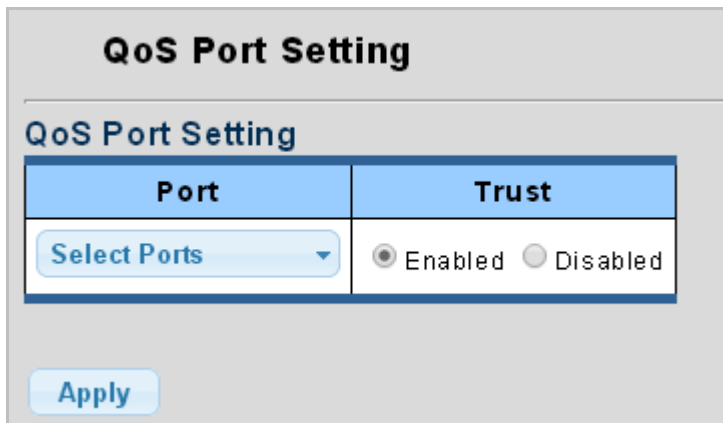 QoS Port Setting
QoS Port Setting
Port Trust
Select Ports Enabled Disabled
Apply